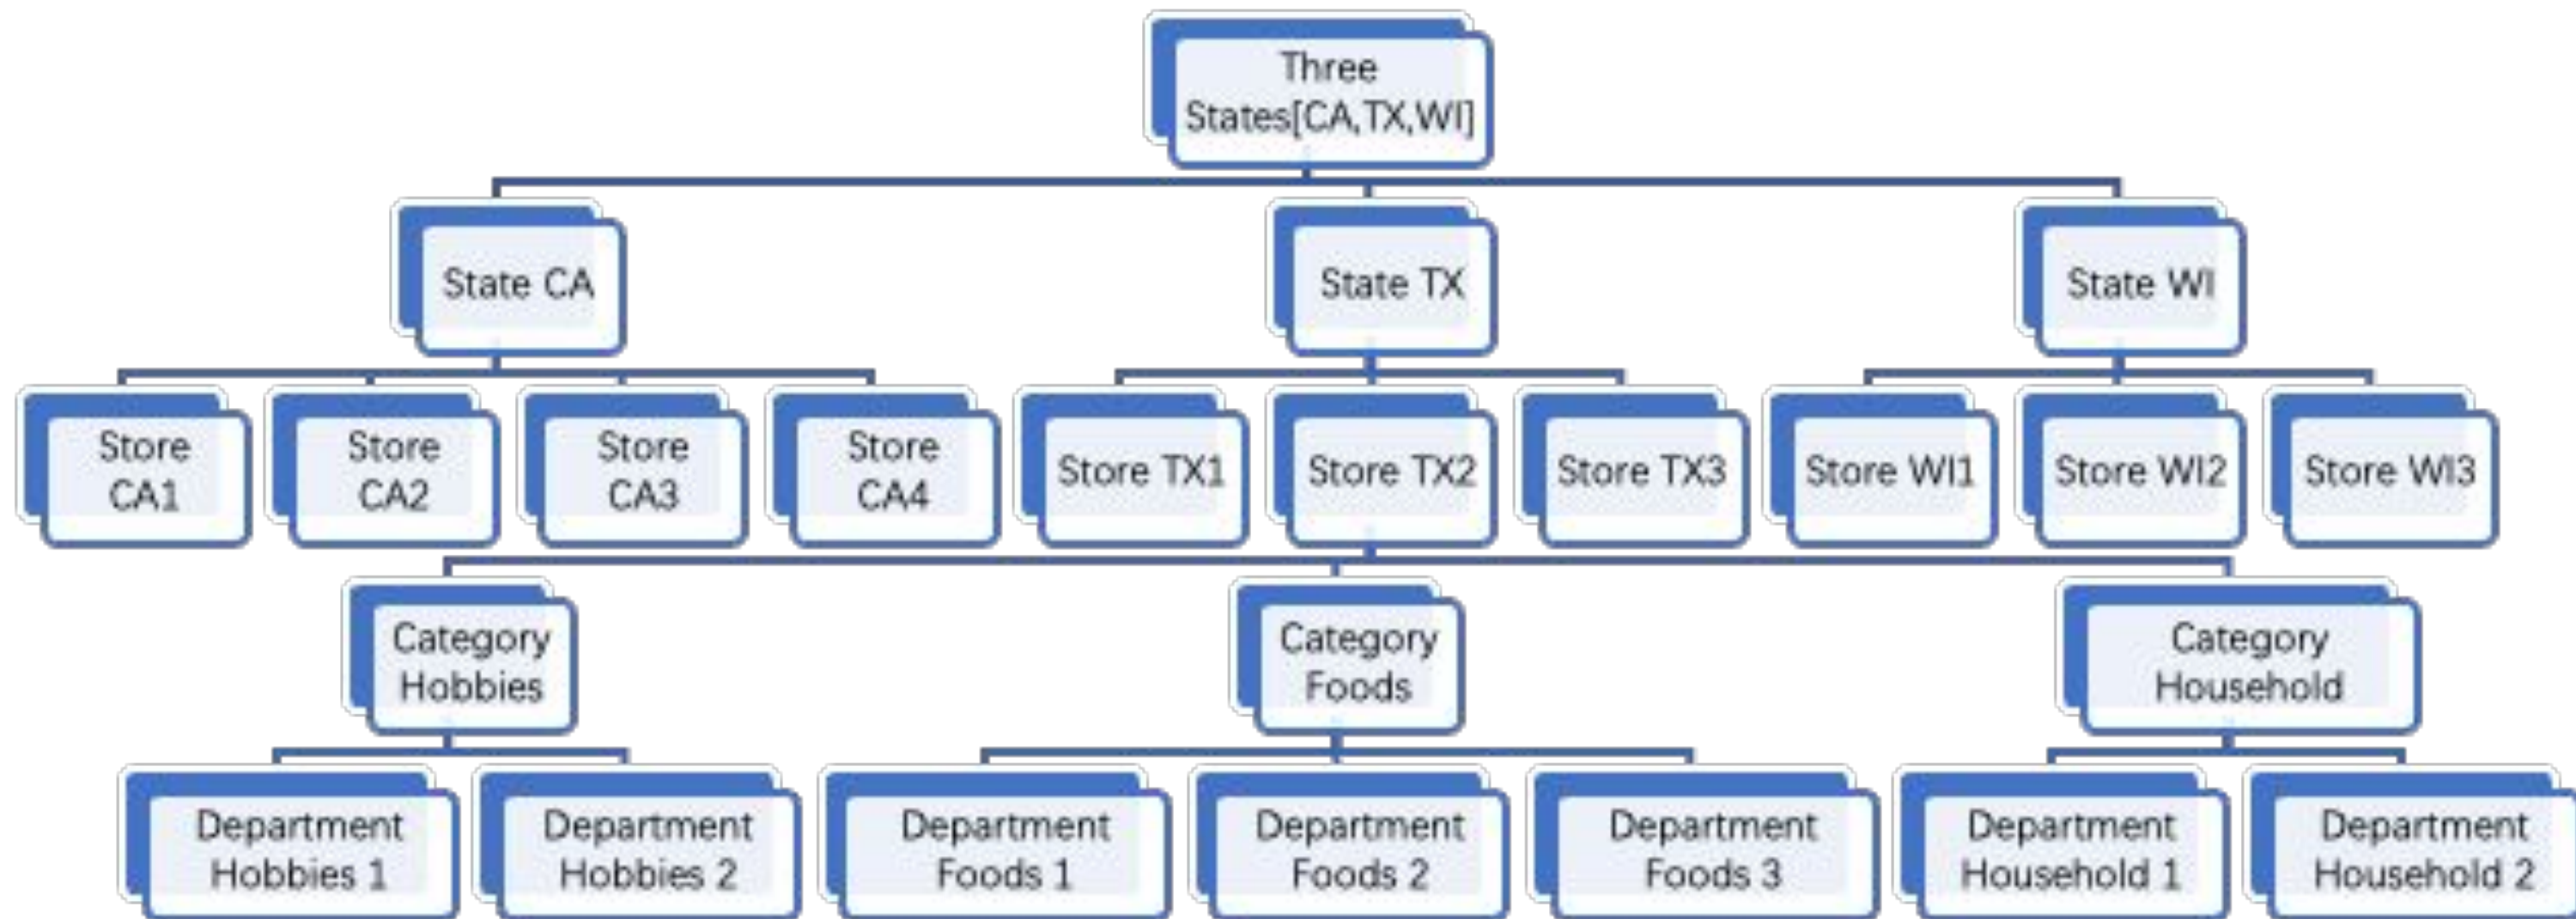 Three
States[CA,TX,WI]
State CA
State TX
State WI
Store
CA1
Store
CA2
Store
CA3
Store
CA4
Store TX1
Store TX2
Store TX3
Store WI1
Store WI2
Store WI3
Category
Hobbies
Category
Foods
Category
Household
Department
Hobbies 1
Department
Hobbies 2
Department
Foods 1
Department
Foods 2
Department
Foods 3
Department
Household 1
Department
Household 2